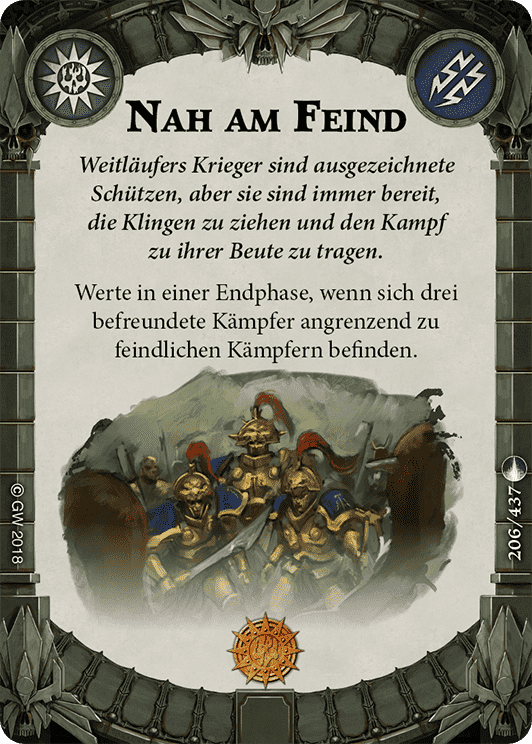 Nah am Feind
Weitläufers Krieger sind ausgezeichnete
Schützen, aber sie sind immer bereit,
die Klingen zu ziehen und den Kampf
zu ihrer Beute zu tragen.
Werte in einer Endphase, wenn sich drei
befreundete Kämpfer angrenzend zu
feindlichen Kämpfern befinden.
© GW 2018
206/437